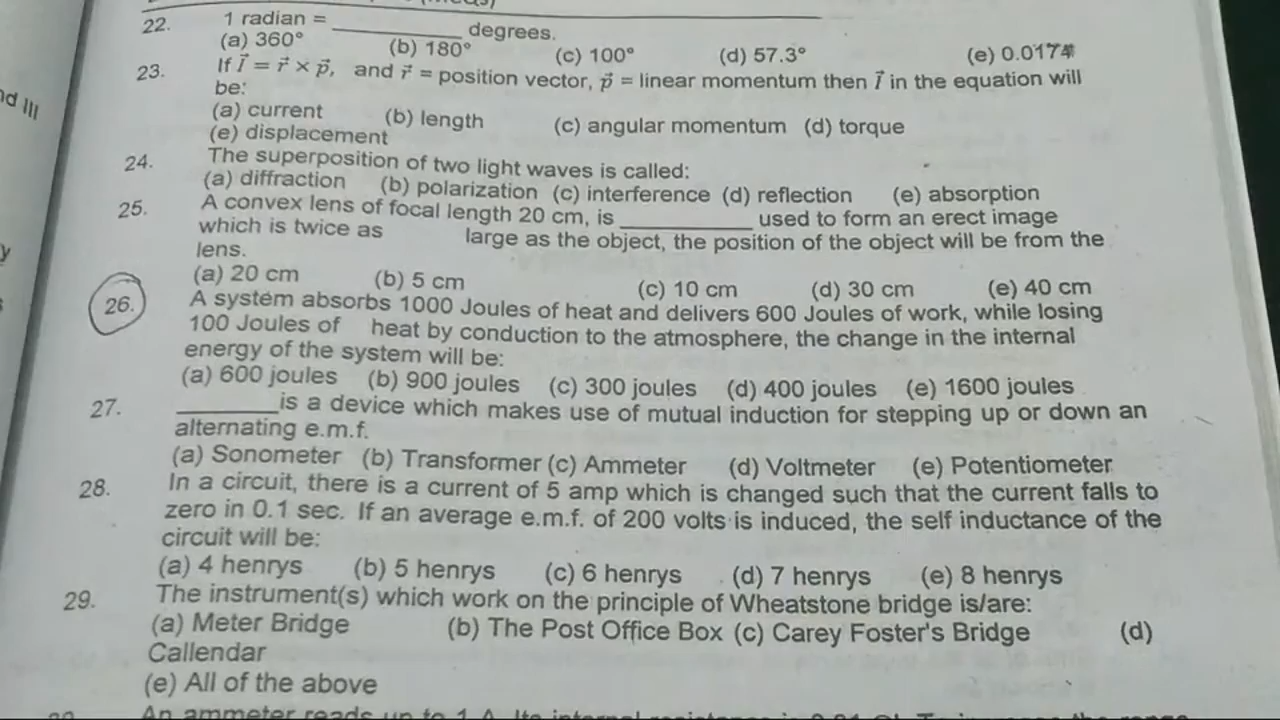 22. 1 radian = __________ degrees.
(a) 360° (b) 180° (c) 100° (d) 57.3° (e) 0.0174
23. If l⃗ = r⃗ × p⃗, and r⃗ = position vector, p⃗ = linear momentum then l⃗ in the equation will
be:
(a) current (b) length (c) angular momentum (d) torque
(e) displacement
24. The superposition of two light waves is called:
(a) diffraction (b) polarization (c) interference (d) reflection (e) absorption
25. A convex lens of focal length 20 cm, is __________ used to form an erect image
which is twice as large as the object, the position of the object will be from the
lens.
(a) 20 cm (b) 5 cm (c) 10 cm (d) 30 cm (e) 40 cm
26. A system absorbs 1000 Joules of heat and delivers 600 Joules of work, while losing
100 Joules of heat by conduction to the atmosphere, the change in the internal
energy of the system will be:
(a) 600 joules (b) 900 joules (c) 300 joules (d) 400 joules (e) 1600 joules
27. ________is a device which makes use of mutual induction for stepping up or down an
alternating e.m.f.
(a) Sonometer (b) Transformer (c) Ammeter (d) Voltmeter (e) Potentiometer
28. In a circuit, there is a current of 5 amp which is changed such that the current falls to
zero in 0.1 sec. If an average e.m.f. of 200 volts is induced, the self inductance of the
circuit will be:
(a) 4 henrys (b) 5 henrys (c) 6 henrys (d) 7 henrys (e) 8 henrys
29. The instrument(s) which work on the principle of Wheatstone bridge is/are:
(a) Meter Bridge (b) The Post Office Box (c) Carey Foster's Bridge (d)
Callendar
(e) All of the above
An ammeter reads up to 1 A. Its